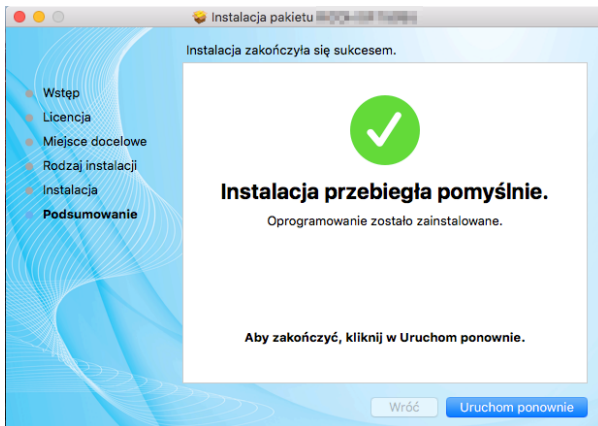 Instalacja pakietu
Instalacja zakończyła się sukcesem.
Wstęp
Licencja
Miejsce docelowe
Rodzaj instalacji
Instalacja
Podsumowanie
Instalacja przebiegła pomyślnie.
Oprogramowanie zostało zainstalowane.
Aby zakończyć, kliknij w Uruchom ponownie.
Wróć
Uruchom ponownie